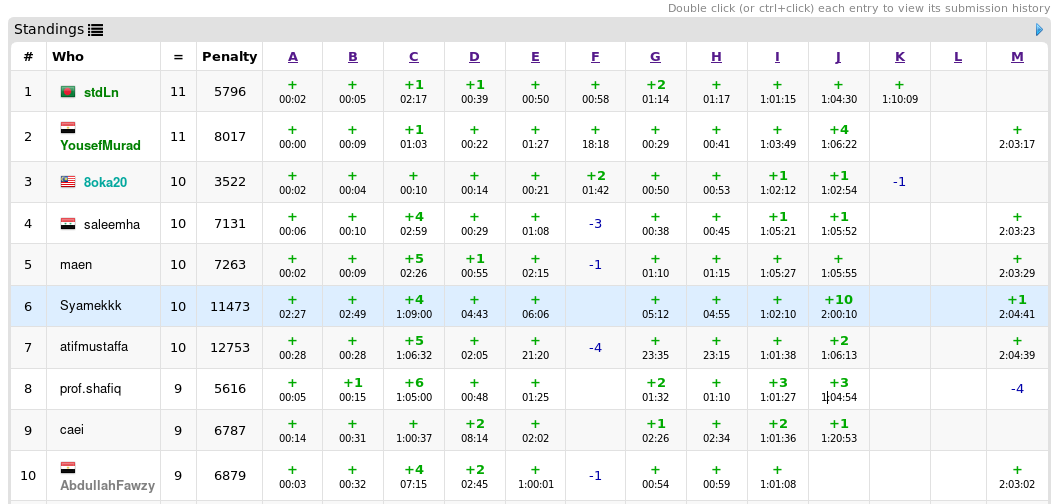 Double click (or ctrl+click) each entry to view its submission history
Standings
# Who = Penalty A B C D E F G H I J K L M
1 stdLn 11 5796 + + +1 +1 + + +2 + + + +
00:02 00:05 02:17 00:39 00:50 00:58 01:14 01:17 1:01:15 1:04:30 1:10:09
2 YousefMurad 11 8017 + + +1 + + + + + + +4 +
00:00 00:09 01:03 00:22 01:27 18:18 00:29 00:41 1:03:49 1:06:22 2:03:17
3 8oka20 10 3522 + + + + + +2 + + +1 +1 -1
00:02 00:04 00:10 00:14 00:21 01:42 00:50 00:53 1:02:12 1:02:54
4 saleemha 10 7131 + + +4 + + -3 + + +1 +1 +
00:06 00:10 02:59 00:29 01:08 00:38 00:45 1:05:21 1:05:52 2:03:23
5 maen 10 7263 + + +5 +1 + -1 + + + + +
00:02 00:09 02:26 00:55 02:15 01:10 01:15 1:05:27 1:05:55 2:03:29
6 Syamekkk 10 11473 + + +4 + + + + + +10 +1
02:27 02:49 1:09:00 04:43 06:06 05:12 04:55 1:02:10 2:00:10 2:04:41
7 atifmustaffa 10 12753 + + +5 + + -4 + + + +2 +
00:28 00:28 1:06:32 02:05 21:20 23:35 23:15 1:01:38 1:06:13 2:04:39
8 prof.shafiq 9 5616 + +1 +6 + + +2 + +3 +3 -4
00:05 00:15 1:05:00 00:48 01:25 01:32 01:10 1:01:27 1:04:54
9 caei 9 6787 + + + +2 + +1 + +2 +1
00:14 00:31 1:00:37 08:14 02:02 02:26 02:34 1:01:36 1:20:53
10 AbdullahFawzy 9 6879 + + +4 +2 + -1 + + + +
00:03 00:32 07:15 02:45 1:00:01 00:54 00:59 1:01:08 2:03:02